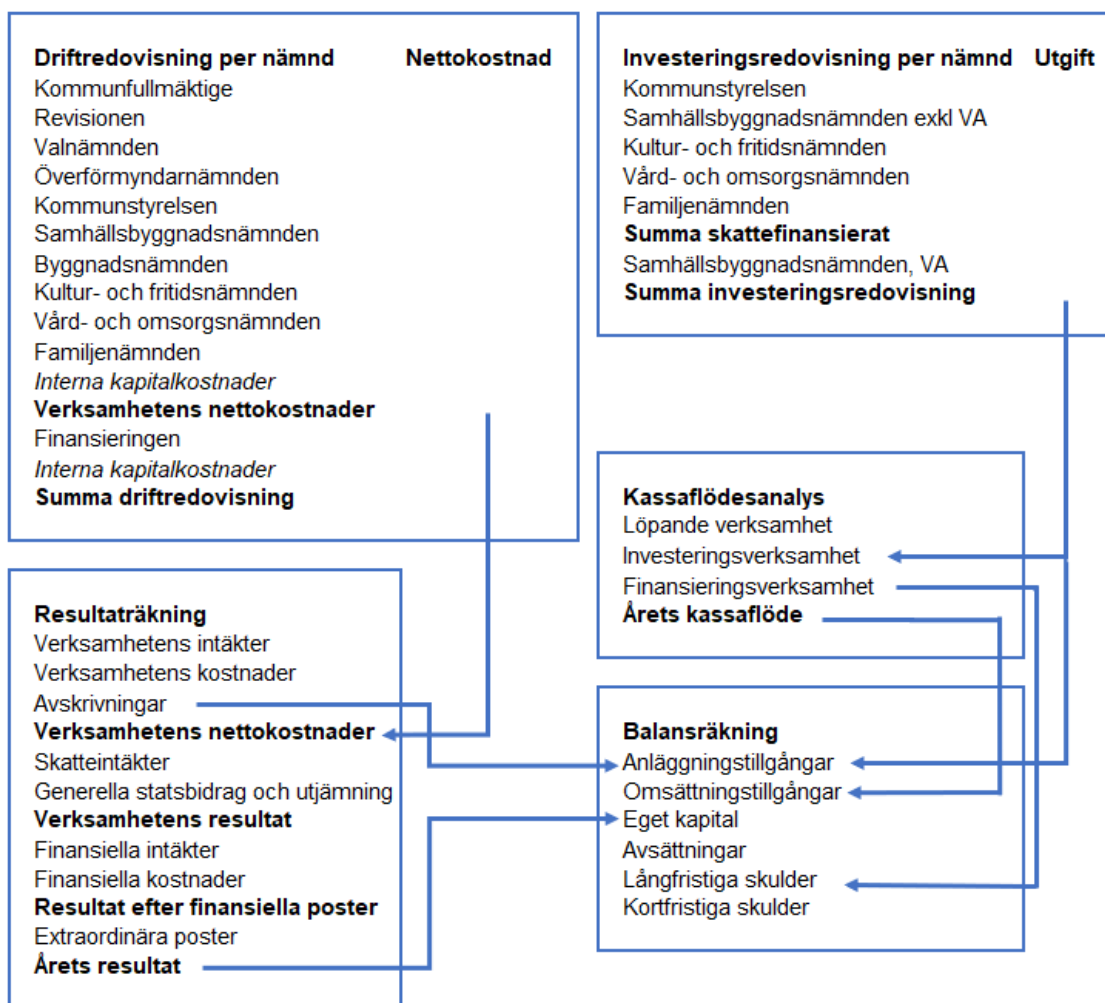 Driftredovisning per nämnd Nettokostnad
Kommunfullmäktige
Revisionen
Valnämnden
Överförmyndarnämnden
Kommunstyrelsen
Samhällsbyggnadsnämnden
Byggnadsnämnden
Kultur- och fritidsnämnden
Vård- och omsorgsnämnden
Familjenämnden
Interna kapitalkostnader
Verksamhetens nettokostnader
Finansieringen
Interna kapitalkostnader
Summa driftredovisning
Investeringsredovisning per nämnd Utgift
Kommunstyrelsen
Samhällsbyggnadsnämnden exkl VA
Kultur- och fritidsnämnden
Vård- och omsorgsnämnden
Familjenämnden
Summa skattefinansierat
Samhällsbyggnadsnämnden, VA
Summa investeringsredovisning
Kassaflödesanalys
Löpande verksamhet
Investeringsverksamhet
Finansieringsverksamhet
Årets kassaflöde
Resultaträkning
Verksamhetens intäkter
Verksamhetens kostnader
Avskrivningar
Verksamhetens nettokostnader
Skatteintäkter
Generella statsbidrag och utjämning
Verksamhetens resultat
Finansiella intäkter
Finansiella kostnader
Resultat efter finansiella poster
Extraordinära poster
Årets resultat
Balansräkning
Anläggningstillgångar
Omsättningstillgångar
Eget kapital
Avsättningar
Långfristiga skulder
Kortfristiga skulder